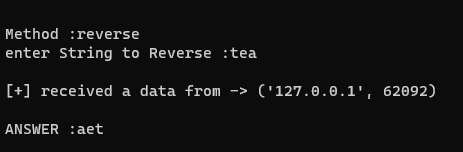 Method :reverse
enter String to Reverse :tea
[+] received a data from -> ('127.0.0.1', 62092)
ANSWER :aet